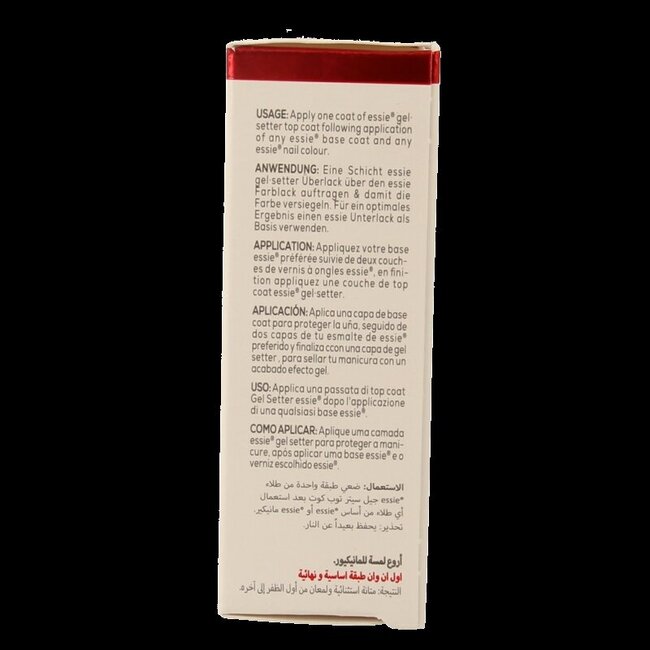 USAGE: Apply one coat of essie® gel·
setter top coat following application
of any essie® base coat and any
essie® nail colour.
ANWENDUNG: Eine Schicht essie
gel·setter Überlack über den essie
Farblack auftragen & damit die
Farbe versiegeln. Für ein optimales
Ergebnis einen essie Unterlack als
Basis verwenden.
APPLICATION: Appliquez votre base
essie® préférée suivie de deux couch-
es de vernis à ongles essie®, en fini-
tion appliquez une couche de top
coat essie® gel·setter.
APLICACIÓN: Aplica una capa de base
coat para proteger la uña, seguido de
dos capas de tu esmalte de essie®
preferido y finaliza ccon una capa de gel
setter , para sellar tu manicura con un
acabado efecto gel.
USO: Applica una passata di top coat
Gel Setter essie® dopo l'applicazione
di una qualsiasi base essie®.
COMO APLICAR: Aplique uma camada
essie® gel setter para proteger a mani-
cure, após aplicar uma base essie® e o
verniz escolhido essie®.
الاستعمال: ضعي طبقة واحدة من طلاء
essie® جيل سيتر توب كوت بعد استعمال
أي طلاء من أساس essie® أو essie® مانيكير.
تحذير: يحفظ بعيداً عن النار.
أروع لمسة للمانيكيور.
اول ان وان طبقة اساسية و نهائية
النتيجة: متانة استثنائية ولمعان من أول الظفر إلى آخره.